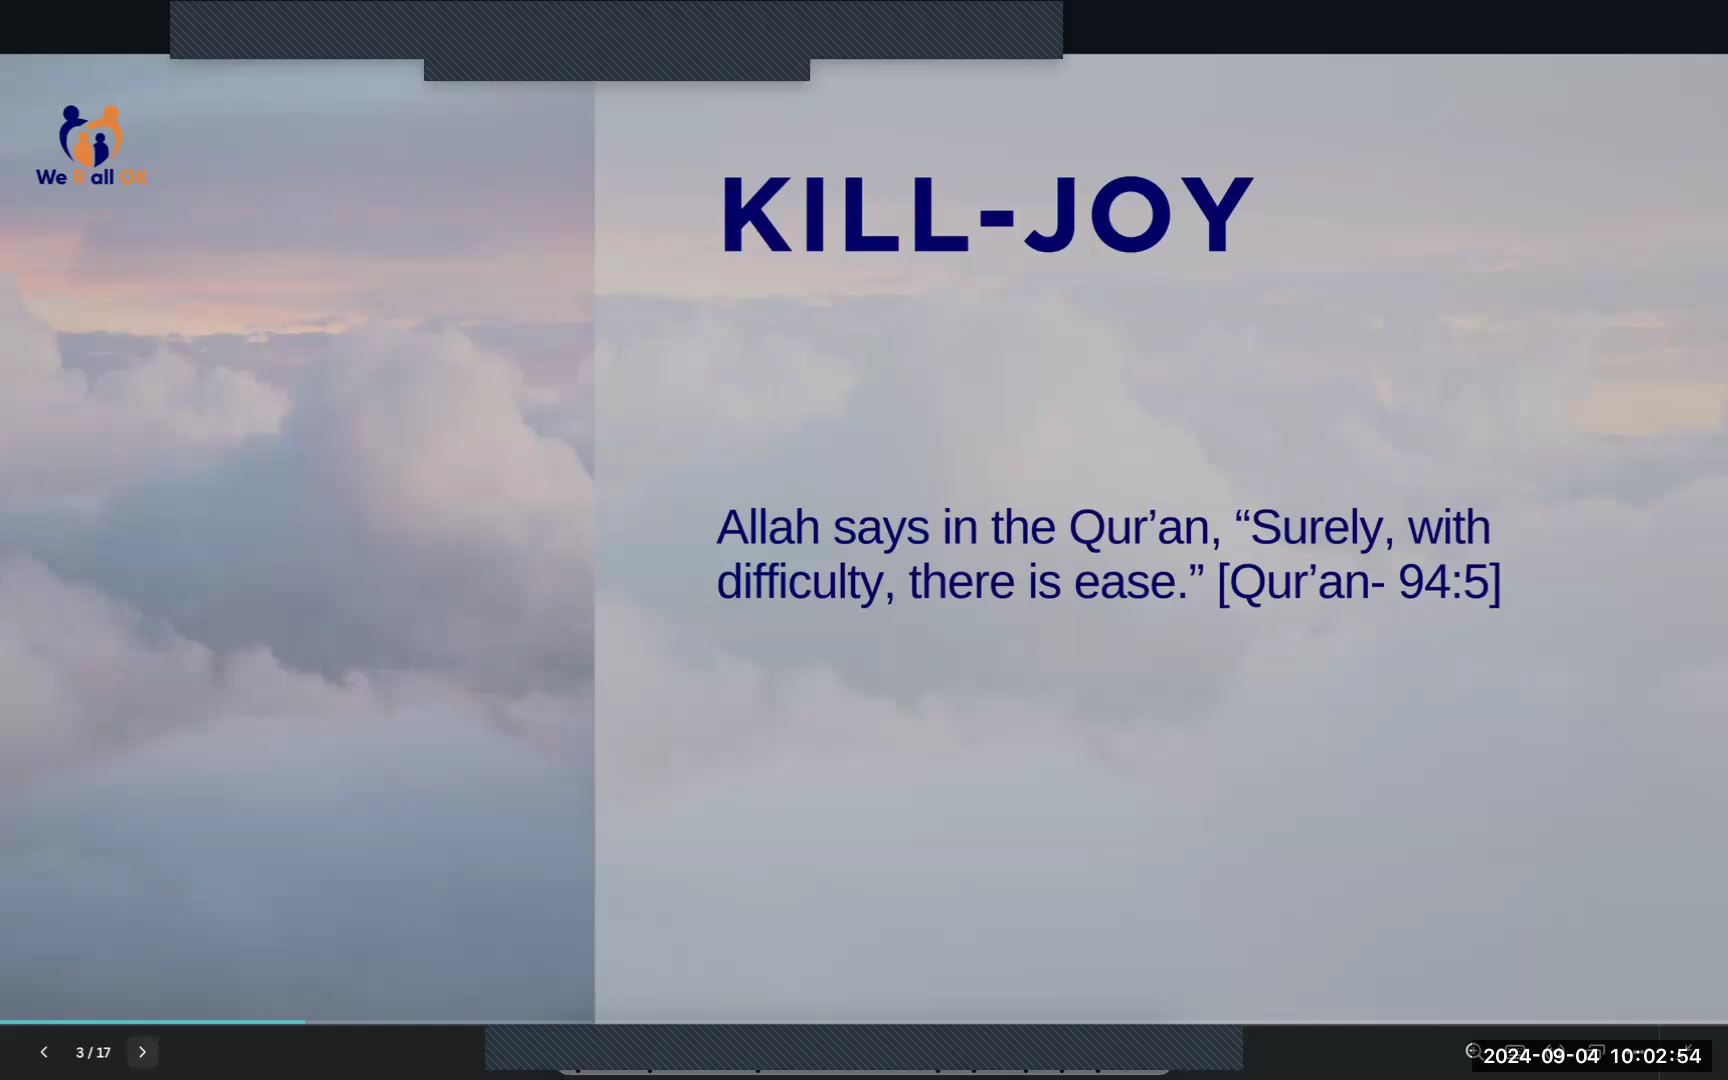 We R all OK
KILL-JOY
Allah says in the Qur’an, “Surely, with
difficulty, there is ease.” [Qur’an- 94:5]
3 / 17
2024-09-04 10:02:54